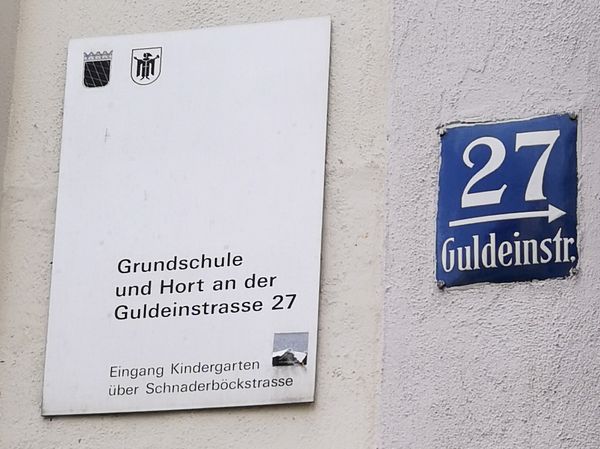 Grundschule
und Hort an der
Guldeinstrasse 27
Eingang Kindergarten
über Schnaderböckstrasse
27
Guldeinstr.